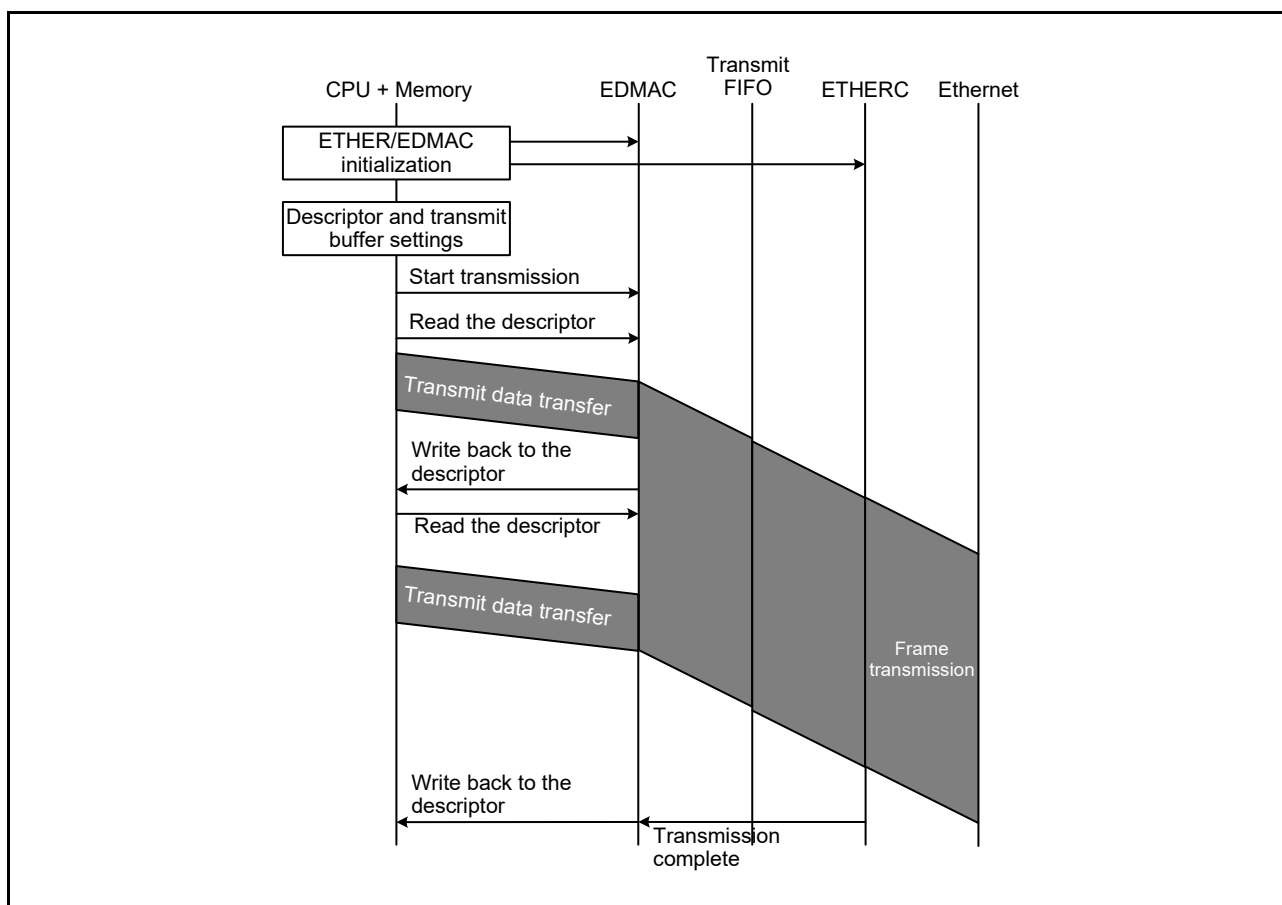 Transmit
FIFO
CPU + Memory
EDMAC
ETHERC
Ethernet
ETHER/EDMAC
initialization
Descriptor and transmit
buffer settings
Start transmission
Read the descriptor
Transmit data transfer
Write back to the
descriptor
Read the descriptor
Transmit data transfer
Frame
transmission
Write back to the
descriptor
Transmission
complete